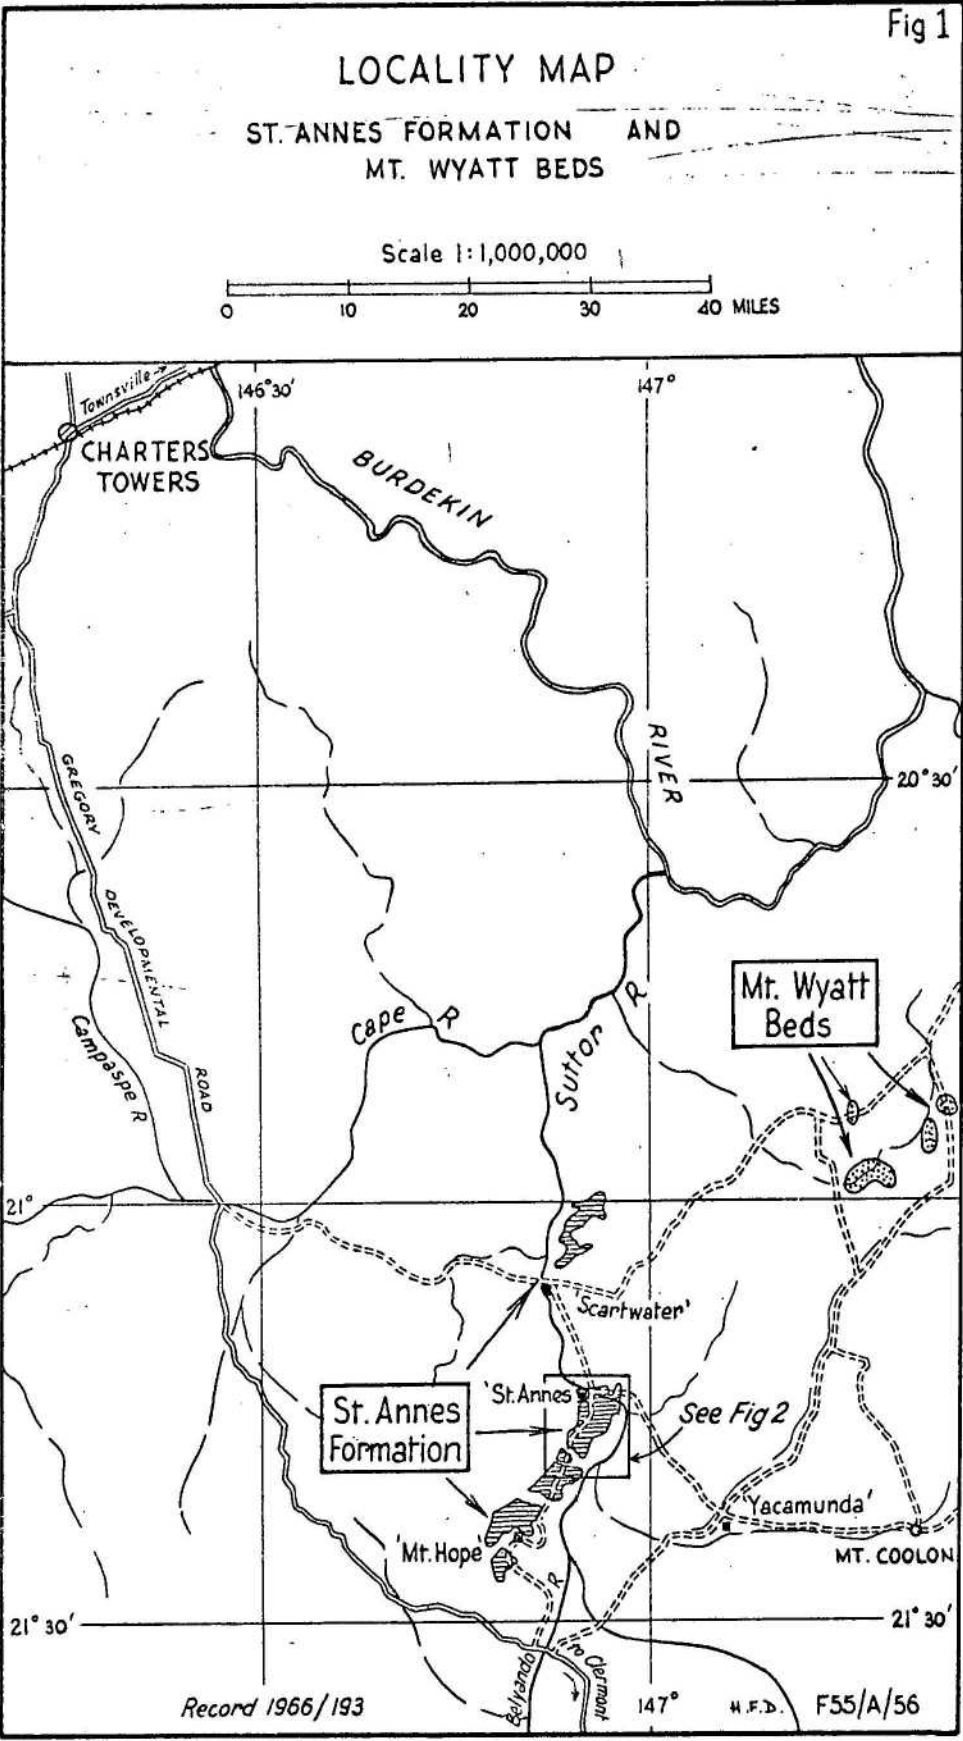 Fig 1
LOCALITY MAP
ST. ANNES FORMATION AND
MT. WYATT BEDS
Scale 1:1,000,000
0 10 20 30 40 MILES
Townsville
146°30'
147°
CHARTERS
TOWERS
BURDEKIN
RIVER
20°30'
GREGORY
DEVELOPMENTAL
ROAD
Campaspe R
Cape R
Suttor R
Mt. Wyatt
Beds
21°
'Scartwater'
'St. Annes
St. Annes
Formation
See Fig 2
'Yacamunda'
'Mt. Hope'
MT. COOLON
21°30'
21°30'
Belyando R
to Clermont
Record 1966/193
147°
H.F.D.
F55/A/56